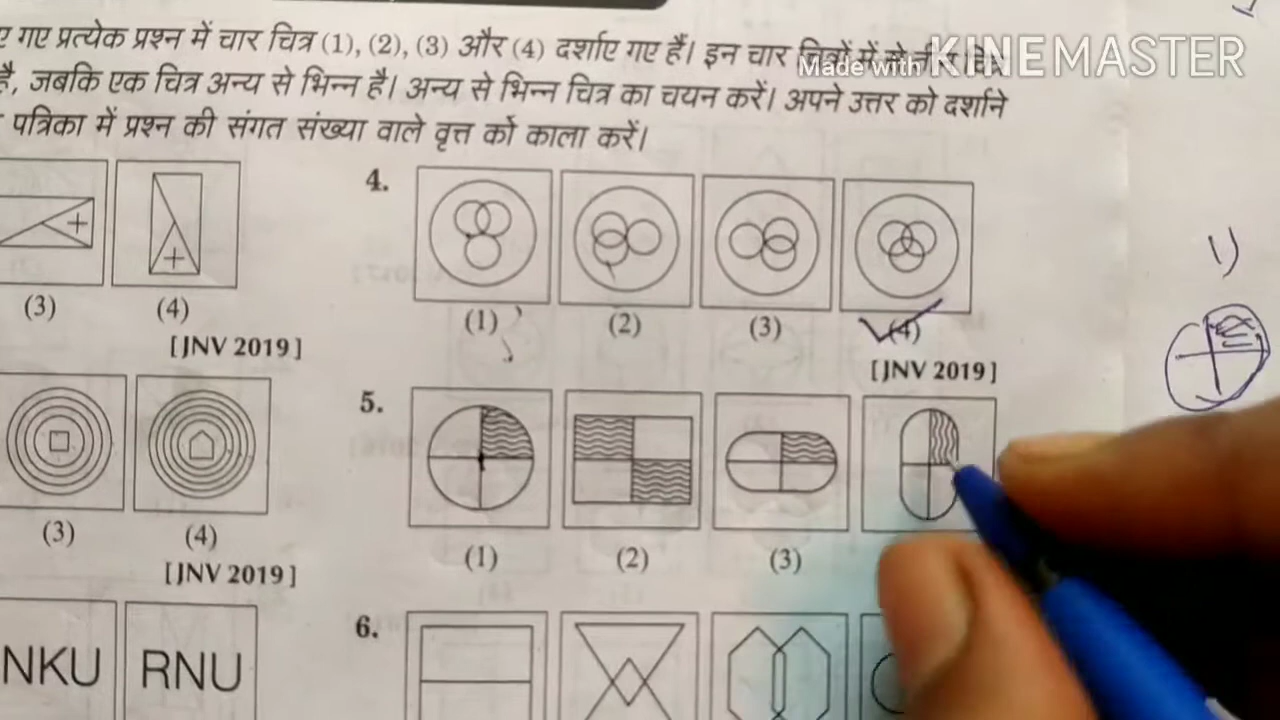 ए गए प्रत्येक प्रश्न में चार चित्र (1), (2), (3) और (4) दर्शाए गए हैं। इन चार चित्रों में से तीन चित्र
Made with KINEMASTER
है, जबकि एक चित्र अन्य से भिन्न है। अन्य से भिन्न चित्र का चयन करें। अपने उत्तर को दर्शाने
पत्रिका में प्रश्न की संगत संख्या वाले वृत्त को काला करें।
(3) (4)
[JNV 2019]
4.
(1) (2) (3) (4)
[JNV 2019]
1)
(3) (4)
[JNV 2019]
5.
(1) (2) (3)
NKU RNU
6.